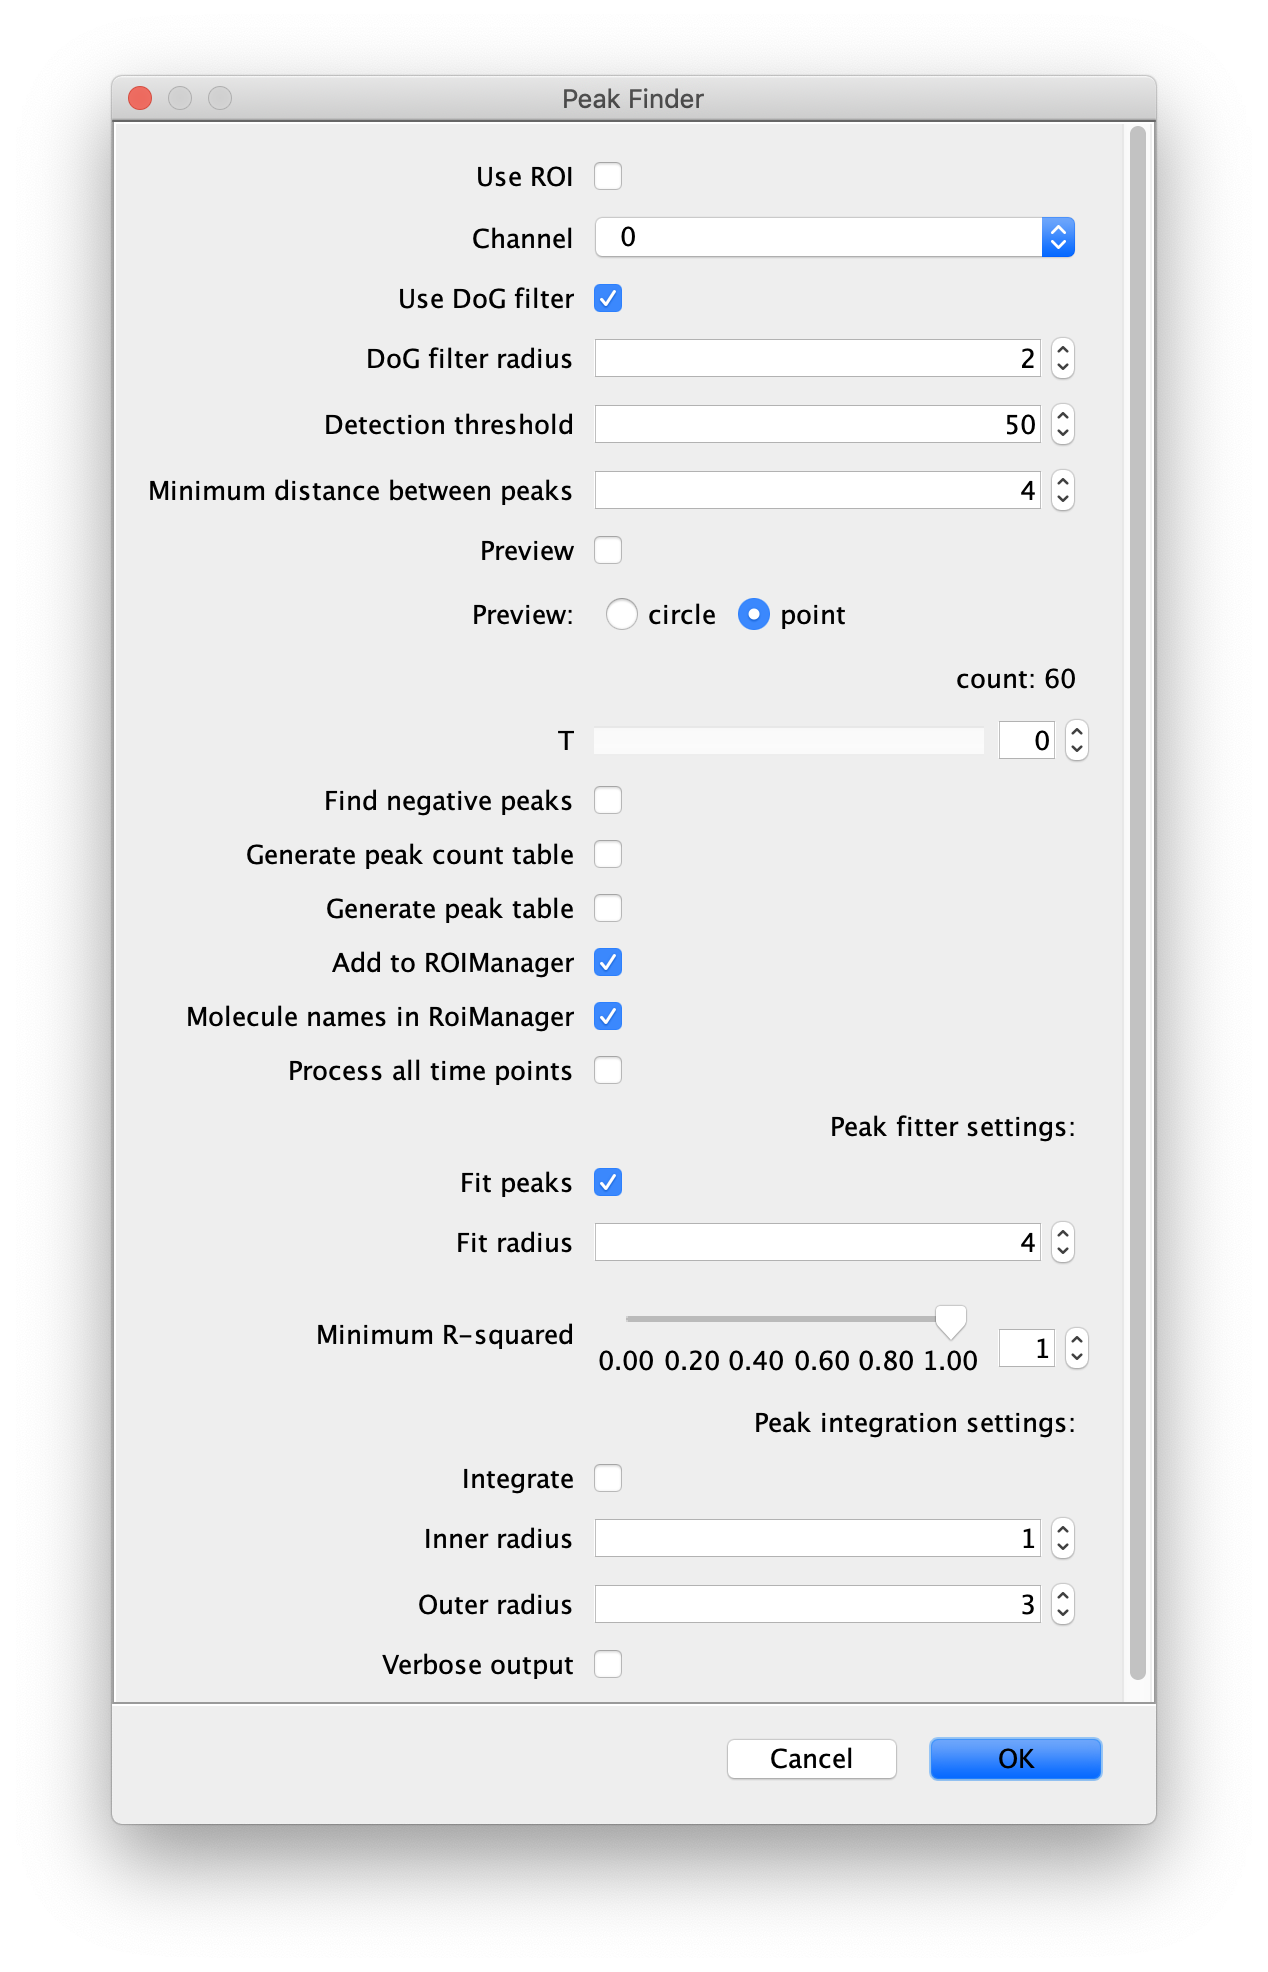 Peak Finder
Use ROI
Channel 0
Use DoG filter
DoG filter radius 2
Detection threshold 50
Minimum distance between peaks 4
Preview
Preview: circle point
count: 60
T 0
Find negative peaks
Generate peak count table
Generate peak table
Add to ROIManager
Molecule names in RoiManager
Process all time points
Peak fitter settings:
Fit peaks
Fit radius 4
Minimum R-squared 1
0.00 0.20 0.40 0.60 0.80 1.00
Peak integration settings:
Integrate
Inner radius 1
Outer radius 3
Verbose output
Cancel OK